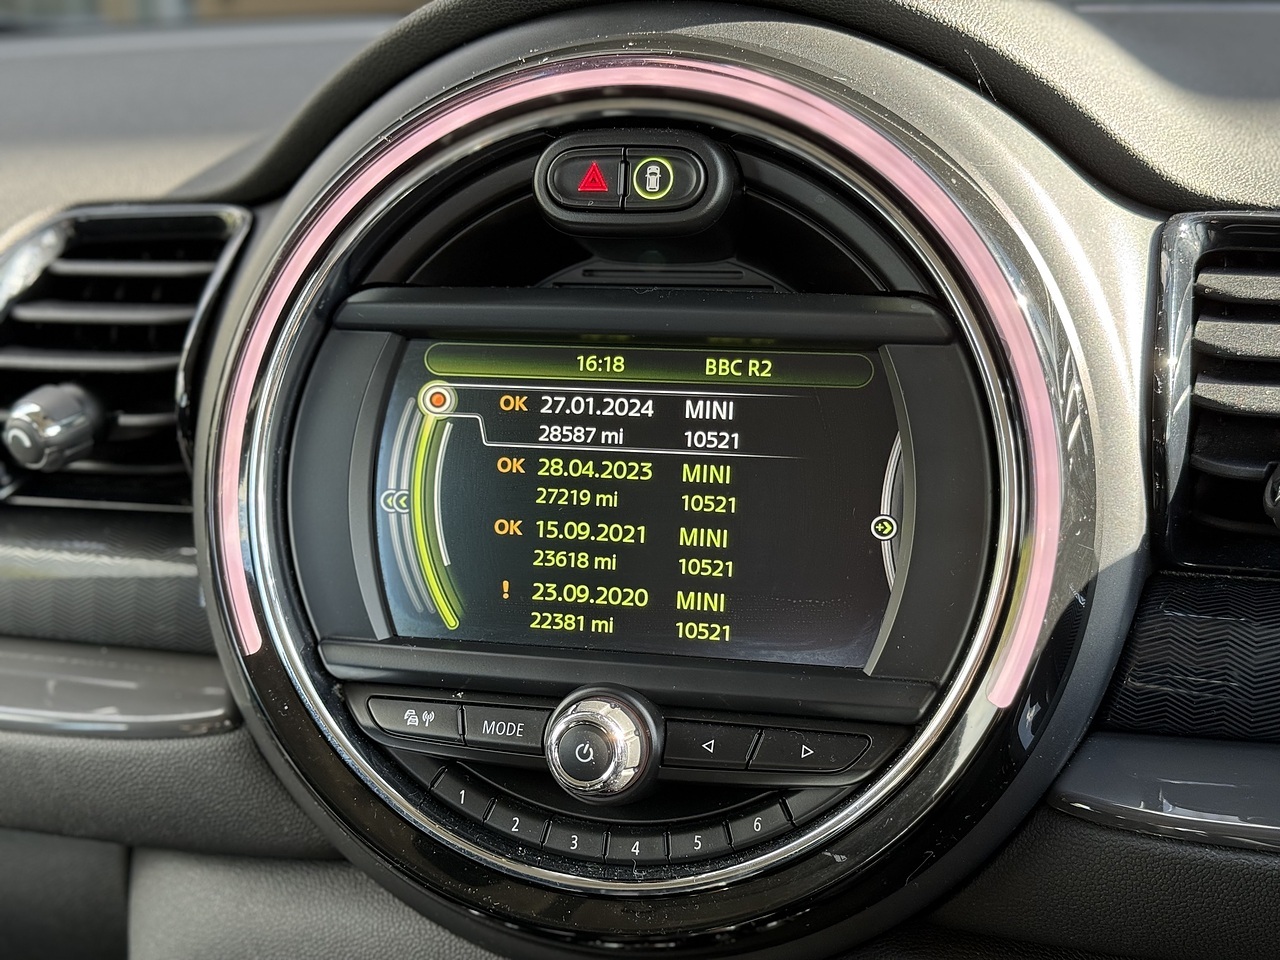 16:18 BBC R2
OK 27.01.2024 MINI
28587 mi 10521
OK 28.04.2023 MINI
27219 mi 10521
OK 15.09.2021 MINI
23618 mi 10521
! 23.09.2020 MINI
22381 mi 10521
MODE
1 2 3 4 5 6